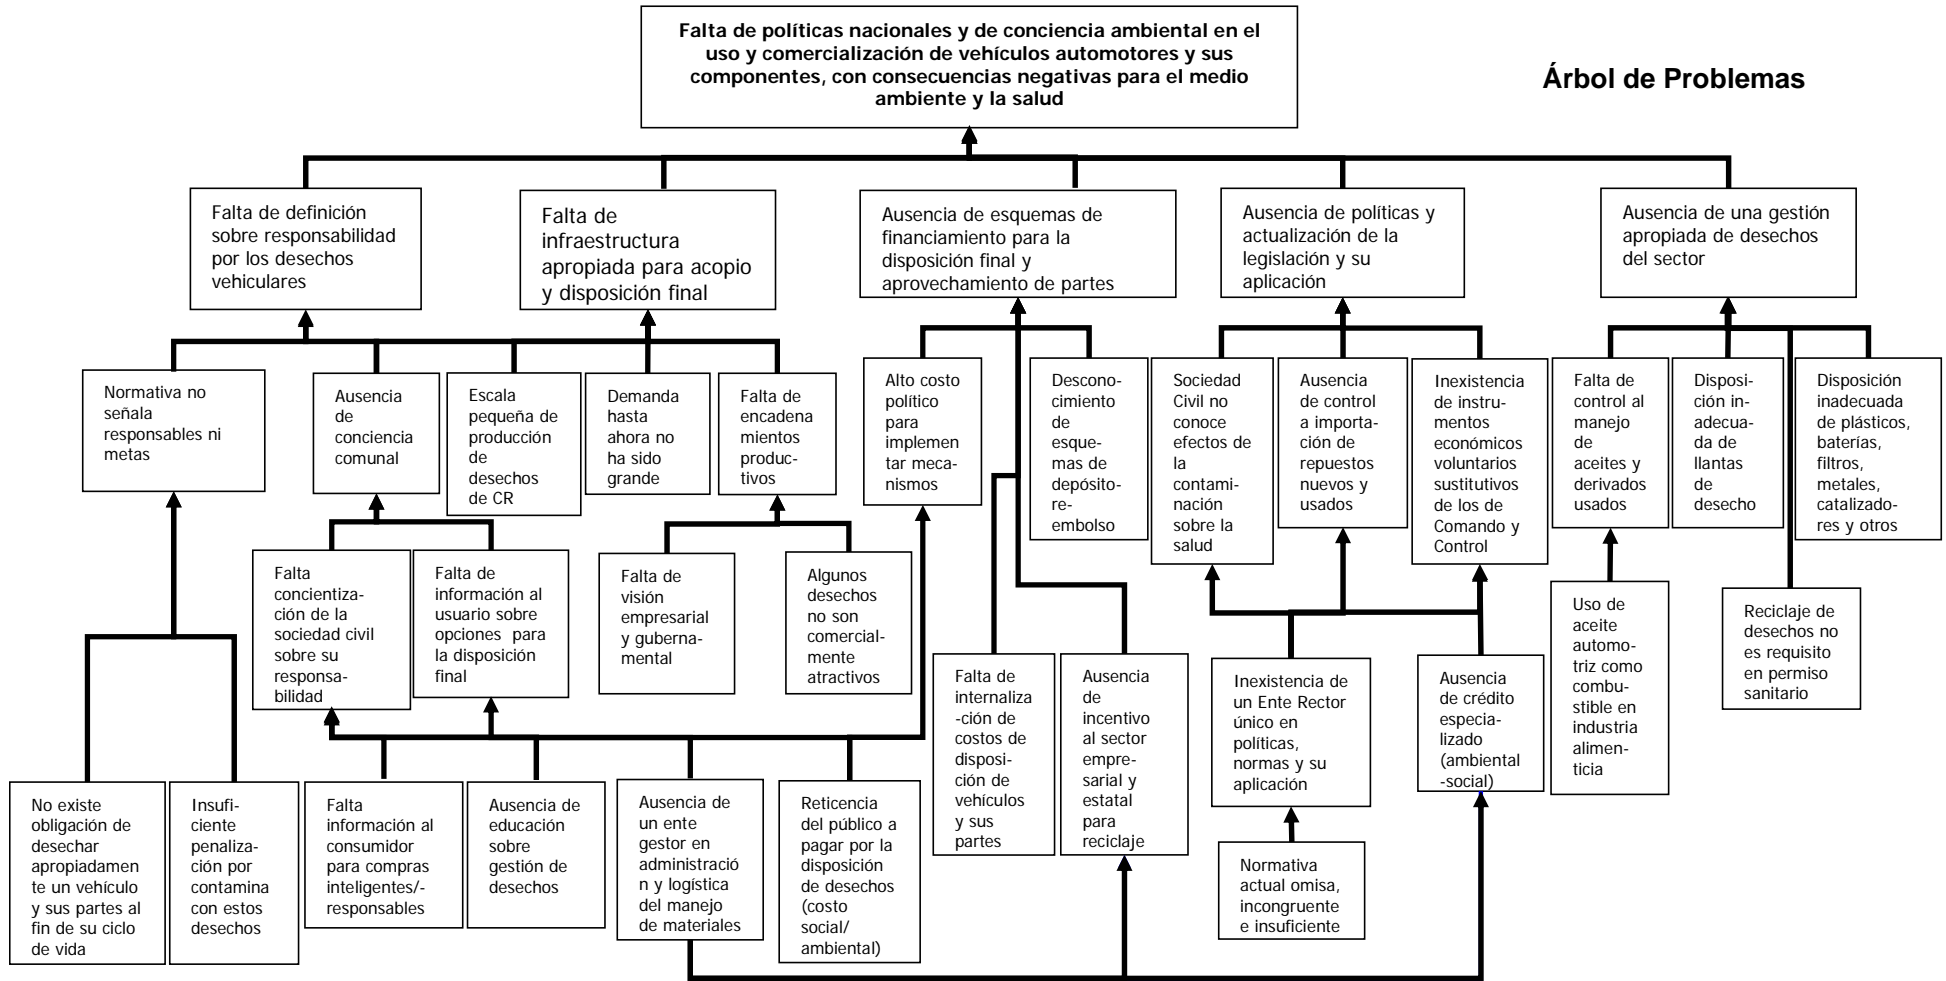 Falta de políticas nacionales y de conciencia ambiental en el
uso y comercialización de vehículos automotores y sus
componentes, con consecuencias negativas para el medio
ambiente y la salud
Árbol de Problemas
Falta de definición
sobre responsabilidad
por los desechos
vehiculares
Falta de
infraestructura
apropiada para acopio
y disposición final
Ausencia de esquemas de
financiamiento para la
disposición final y
aprovechamiento de partes
Ausencia de políticas y
actualización de la
legislación y su
aplicación
Ausencia de una gestión
apropiada de desechos
del sector
Normativa no
señala
responsables ni
metas
Ausencia
de
conciencia
comunal
Escala
pequeña de
producción
de
desechos
de CR
Demanda
hasta
ahora no
ha sido
grande
Falta de
encadena
mientos
produc-
tivos
Alto costo
político
para
implemen
tar meca-
nismos
Descono-
cimiento
de
esque-
mas de
depósito-
re-
embolso
Sociedad
Civil no
conoce
efectos de
la
contami-
nación
sobre la
salud
Ausencia
de control
a importa-
ción de
repuestos
nuevos y
usados
Inexistencia
de instru-
mentos
económicos
voluntarios
sustitutivos
de los de
Comando y
Control
Falta de
control al
manejo
de
aceites y
derivados
usados
Disposi-
ción in-
adecua-
da de
llantas
de
desecho
Disposición
inadecuada
de plásticos,
baterías,
filtros,
metales,
catalizado-
res y otros
Falta
concientiza-
ción de la
sociedad civil
sobre su
responsa-
bilidad
Falta de
información al
usuario sobre
opciones para
la disposición
final
Falta de
visión
empresarial
y guberna-
mental
Algunos
desechos
no son
comercial-
mente
atractivos
Falta de
internaliza
-ción de
costos de
disposi-
ción de
vehículos
y sus
partes
Ausencia
de
incentivo
al sector
empre-
sarial y
estatal
para
reciclaje
Inexistencia de
un Ente Rector
único en
políticas,
normas y su
aplicación
Ausencia
de crédito
especia-
lizado
(ambiental
-social)
Uso de
aceite
automo-
triz como
combu-
stible en
industria
alimen-
ticia
Reciclaje de
desechos no
es requisito
en permiso
sanitario
No existe
obligación de
desechar
apropiadamen
te un vehículo
y sus partes al
fin de su ciclo
de vida
Insufi-
ciente
penaliza-
ción por
contamina
con estos
desechos
Falta
información al
consumidor
para compras
inteligentes/-
responsables
Ausencia de
educación
sobre
gestión de
desechos
Ausencia de
un ente
gestor en
administració
n y logística
del manejo
de materiales
Reticencia
del público a
pagar por la
disposición
de desechos
(costo
social/
ambiental)
Normativa
actual omisa,
incongruente
e insuficiente